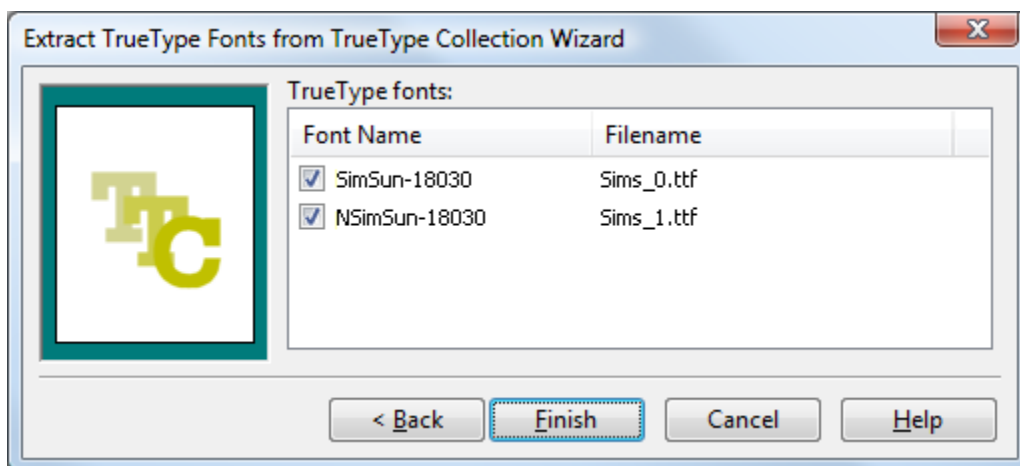 Extract TrueType Fonts from TrueType Collection Wizard
TTC
TrueType fonts:
Font Name Filename
SimSun-18030 Sims_0.ttf
NSimSun-18030 Sims_1.ttf
< Back Finish Cancel Help